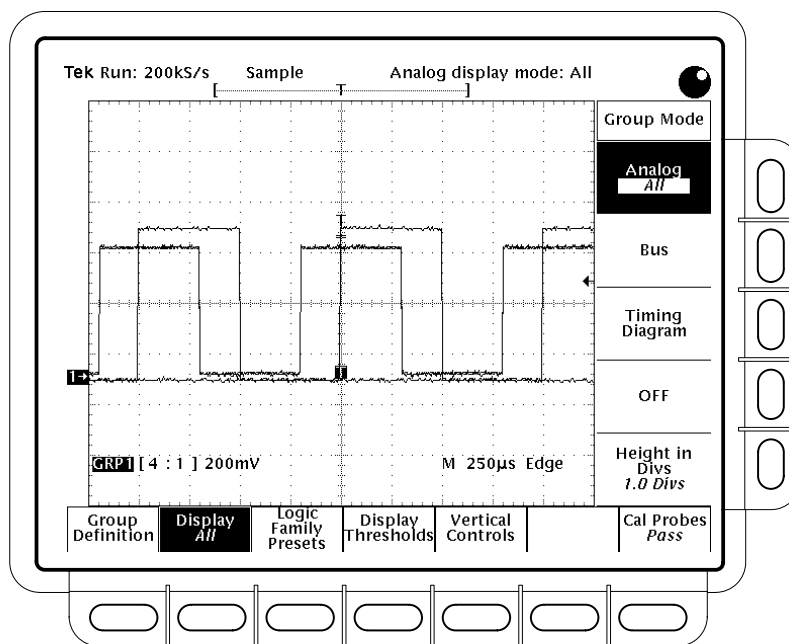 Tek Run: 200kS/s Sample Analog display mode: All
[ T ]
Group Mode
Analog
All
Bus
Timing
Diagram
OFF
Height in
Divs
1.0 Divs
T
1→
GRP1 [ 4 : 1 ] 200mV M 250µs Edge
Group
Definition
Display
All
Logic
Family
Presets
Display
Thresholds
Vertical
Controls
Cal Probes
Pass